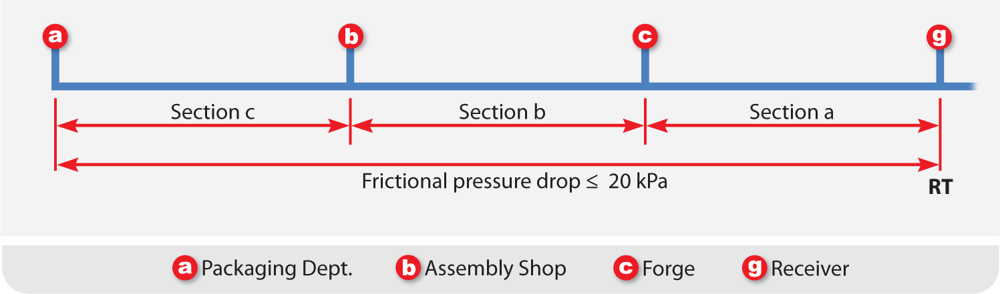 a b c g
Section c Section b Section a
Frictional pressure drop ≤ 20 kPa
RT
a Packaging Dept. b Assembly Shop c Forge g Receiver